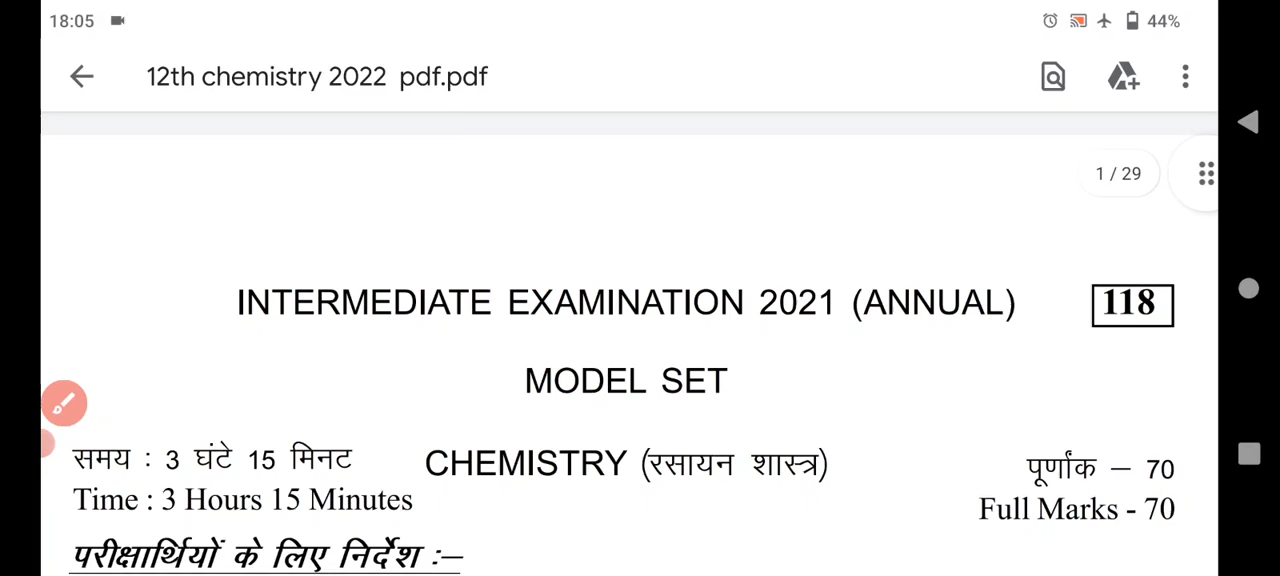 18:05 44%
12th chemistry 2022 pdf.pdf
1 / 29
INTERMEDIATE EXAMINATION 2021 (ANNUAL) 118
MODEL SET
समय : 3 घंटे 15 मिनट CHEMISTRY (रसायन शास्त्र) पूर्णांक – 70
Time : 3 Hours 15 Minutes Full Marks - 70
परीक्षार्थियों के लिए निर्देश :–